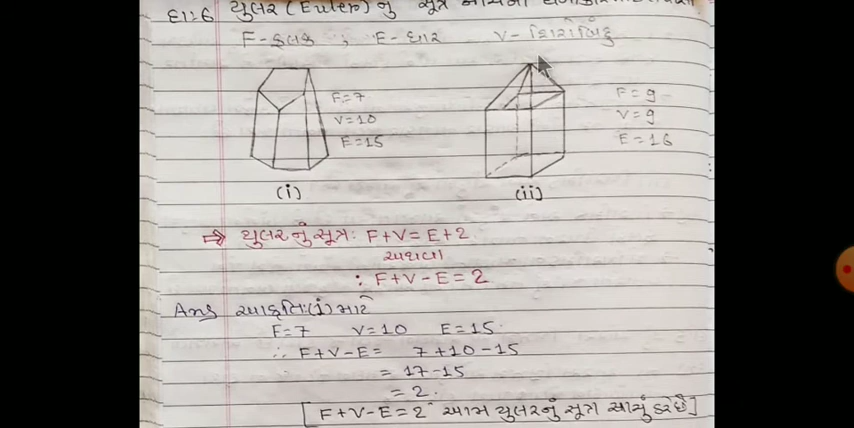 દા:6 યુલર (Euler) નું સૂત્ર
F-ફલક ; E-ધાર V-શિરોબિંદુ
F=7
V=10
E=15
F=9
V=9
E=16
(i) (ii)
⇒ યુલરનું સૂત્ર: F+V=E+2
અથવા
: F+V-E=2
Ans આકૃતિ:(i) માટે
F=7 V=10 E=15
∴ F+V-E= 7+10-15
= 17-15
= 2.
[F+V-E=2 આમ યુલરનું સૂત્ર સાચું ઠરે છે]